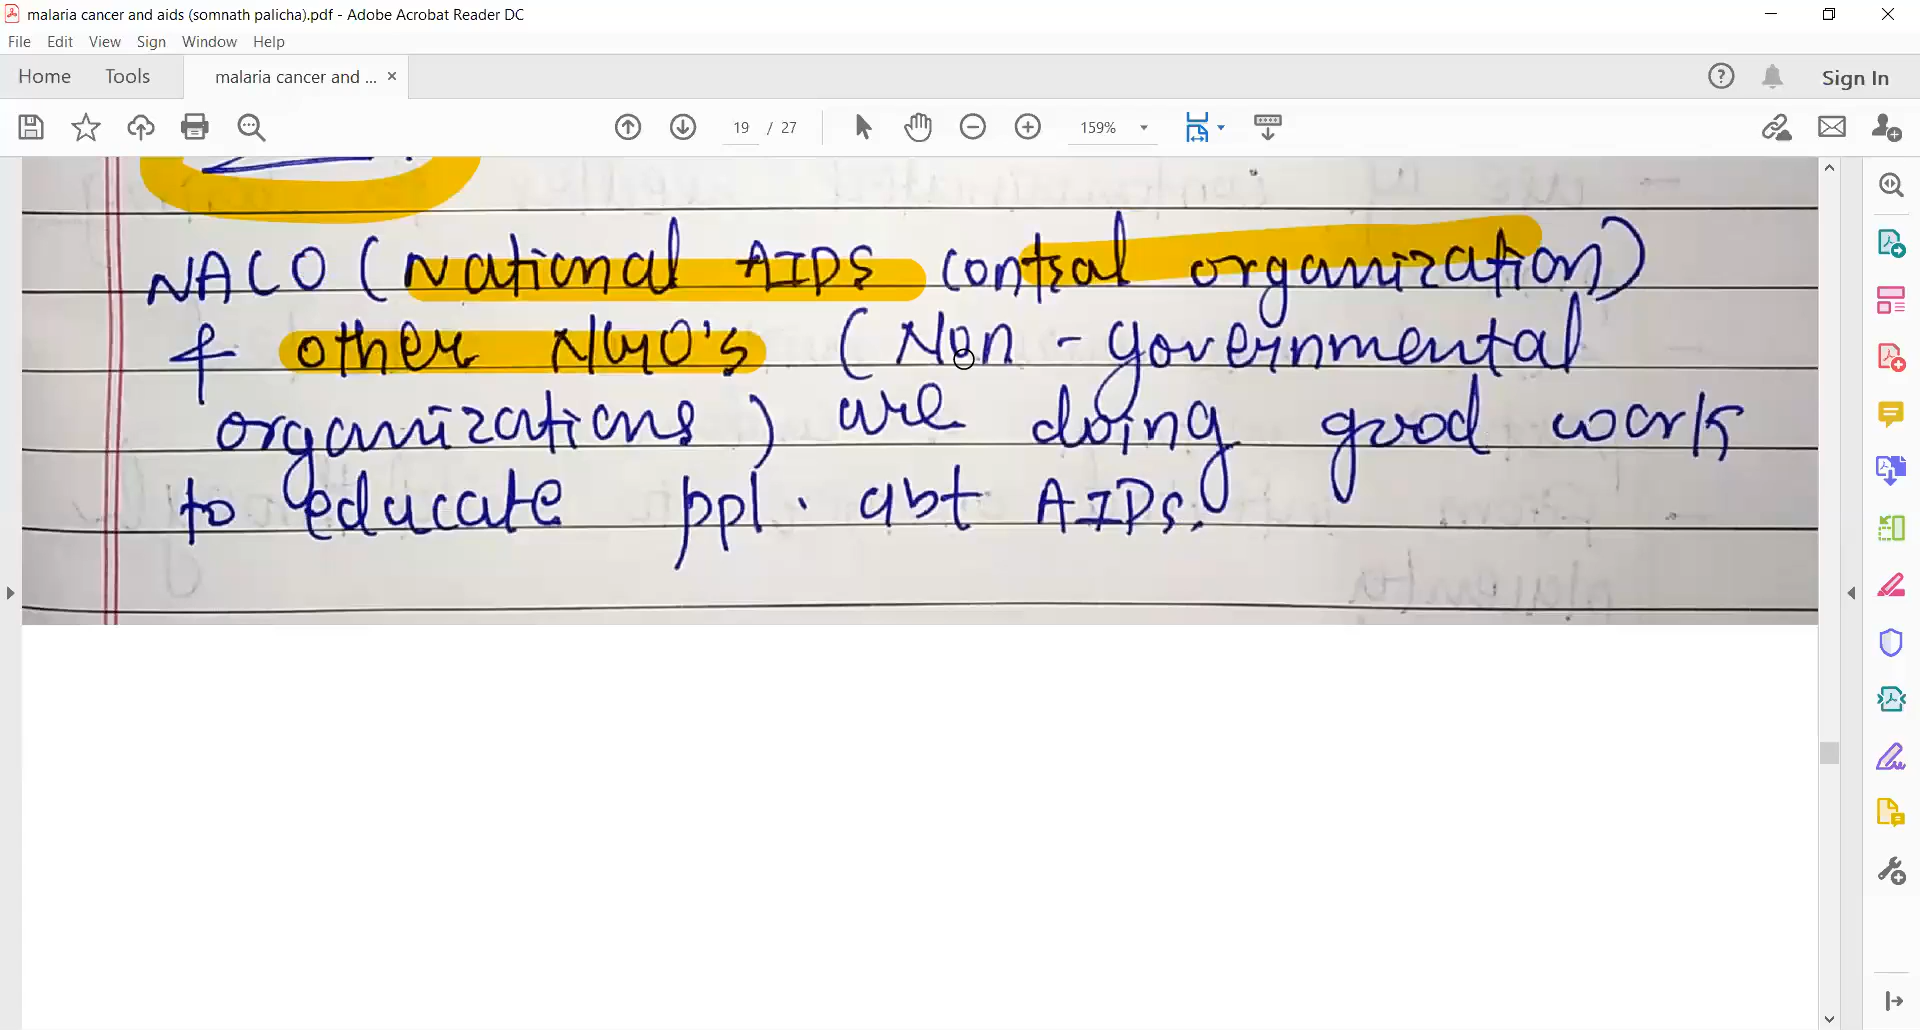 malaria cancer and aids (somnath palicha).pdf - Adobe Acrobat Reader DC
File Edit View Sign Window Help
Home Tools malaria cancer and ... × Sign In
19 / 27 159%
NACO (National AIDS control organization)
& other NGO's (Non - governmental
organizations) are doing good work
to educate ppl. abt AIDs.